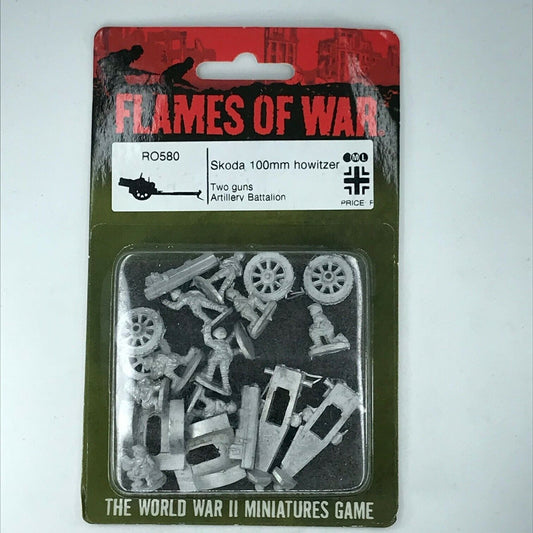 FLAMES OF WAR
RO580
Skoda 100mm howitzer
Two guns
Artillery Battalion
M L
PRICE F
THE WORLD WAR II MINIATURES GAME